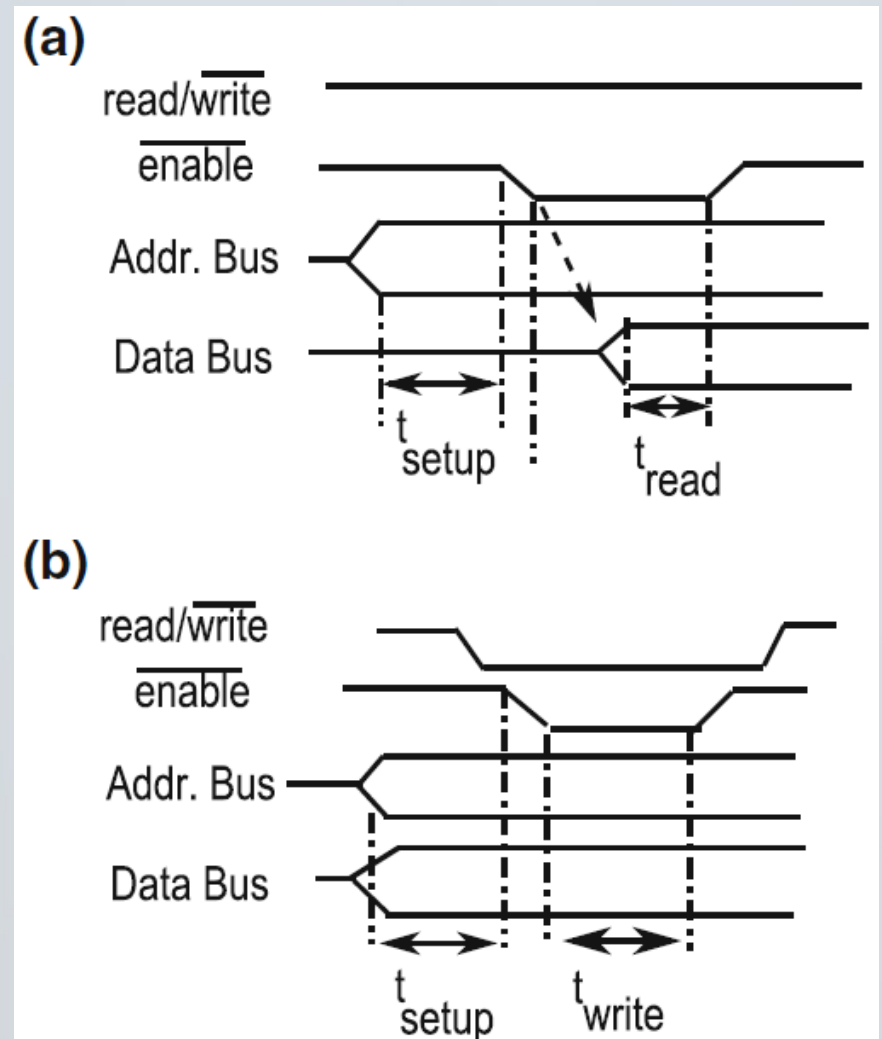 (a)
read/write
enable
Addr. Bus
Data Bus
t
setup
t
read
(b)
read/write
enable
Addr. Bus
Data Bus
t
setup
t
write